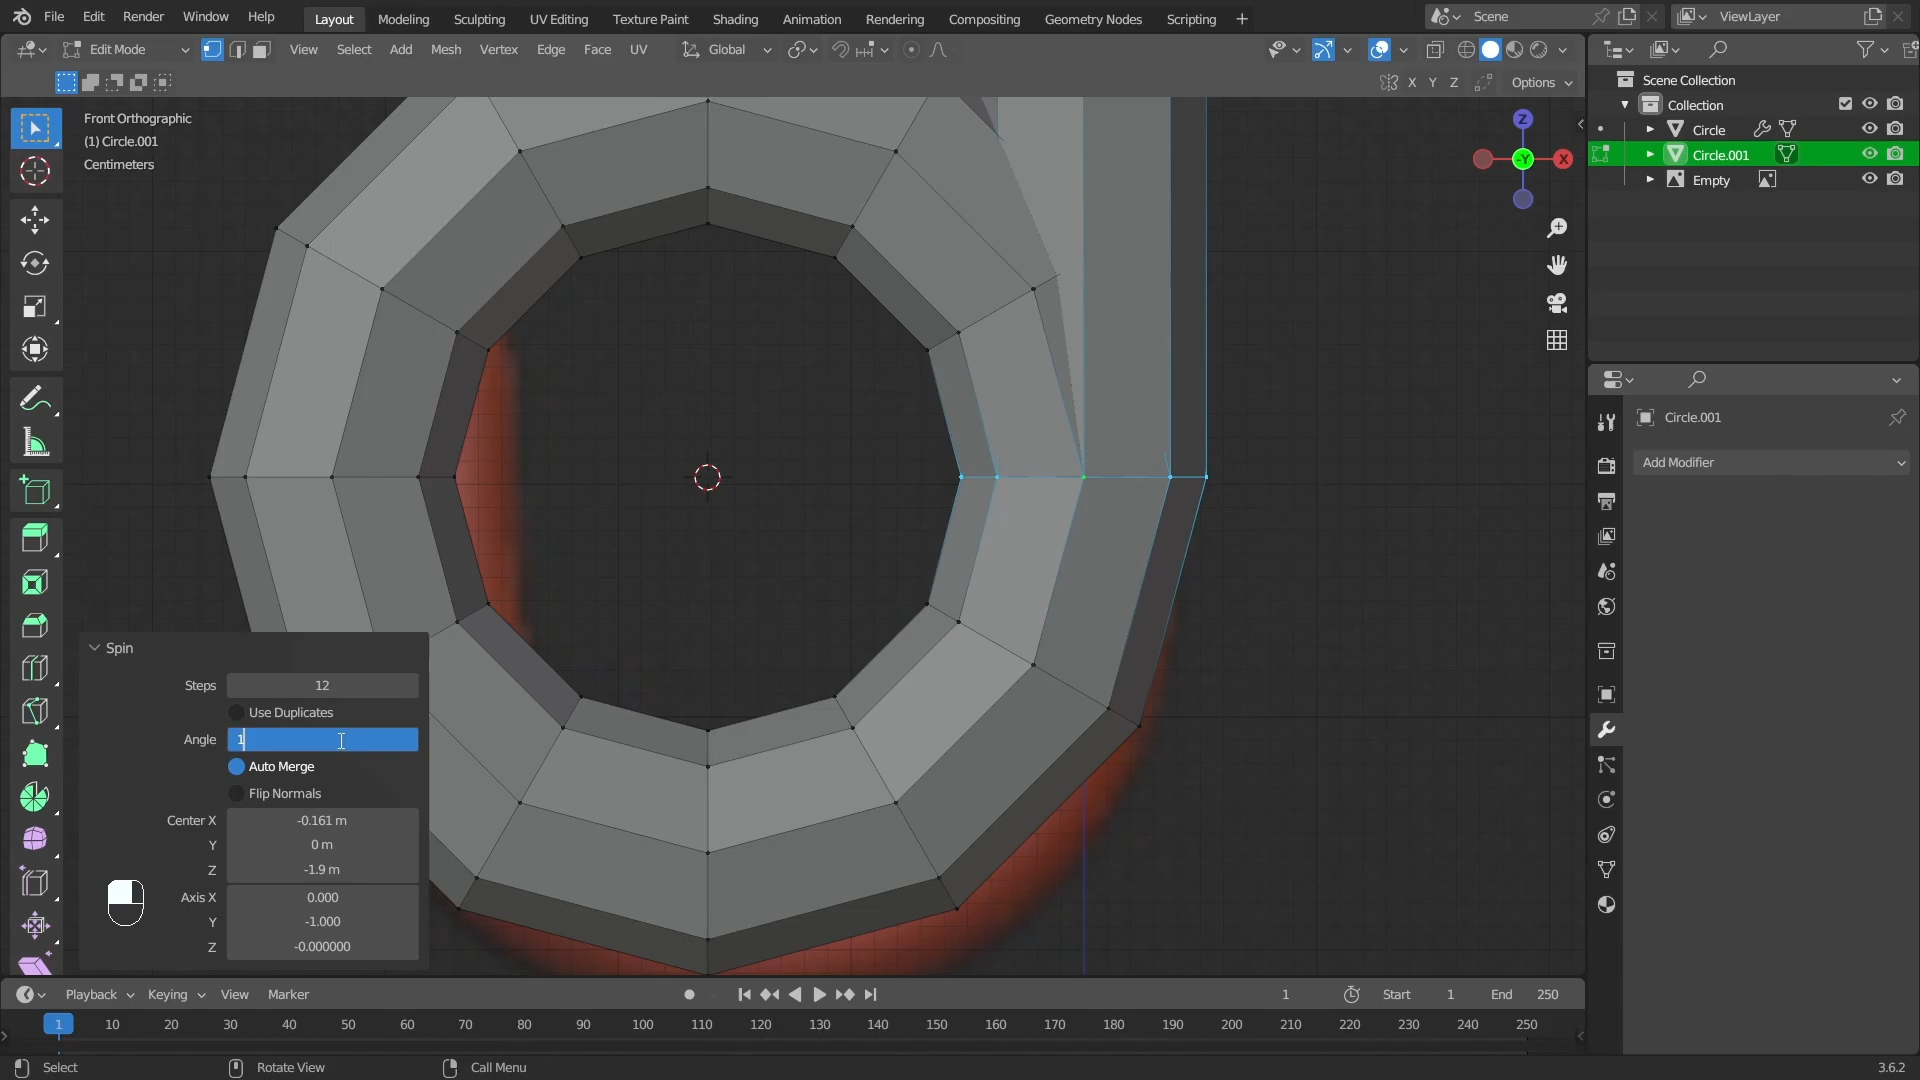 File Edit Render Window Help Layout Modeling Sculpting UV Editing Texture Paint Shading Animation Rendering Compositing Geometry Nodes Scripting + Scene ViewLayer
Edit Mode View Select Add Mesh Vertex Edge Face UV Global
X Y Z Options
Front Orthographic
(1) Circle.001
Centimeters
Z
-Y
X
Scene Collection
Collection
Circle
Circle.001
Empty
Circle.001
Add Modifier
Spin
Steps 12
Use Duplicates
Angle 1
Auto Merge
Flip Normals
Center X -0.161 m
Y 0 m
Z -1.9 m
Axis X 0.000
Y -1.000
Z -0.000000
Playback Keying View Marker 1 Start 1 End 250
1 10 20 30 40 50 60 70 80 90 100 110 120 130 140 150 160 170 180 190 200 210 220 230 240 250
Select Rotate View Call Menu 3.6.2